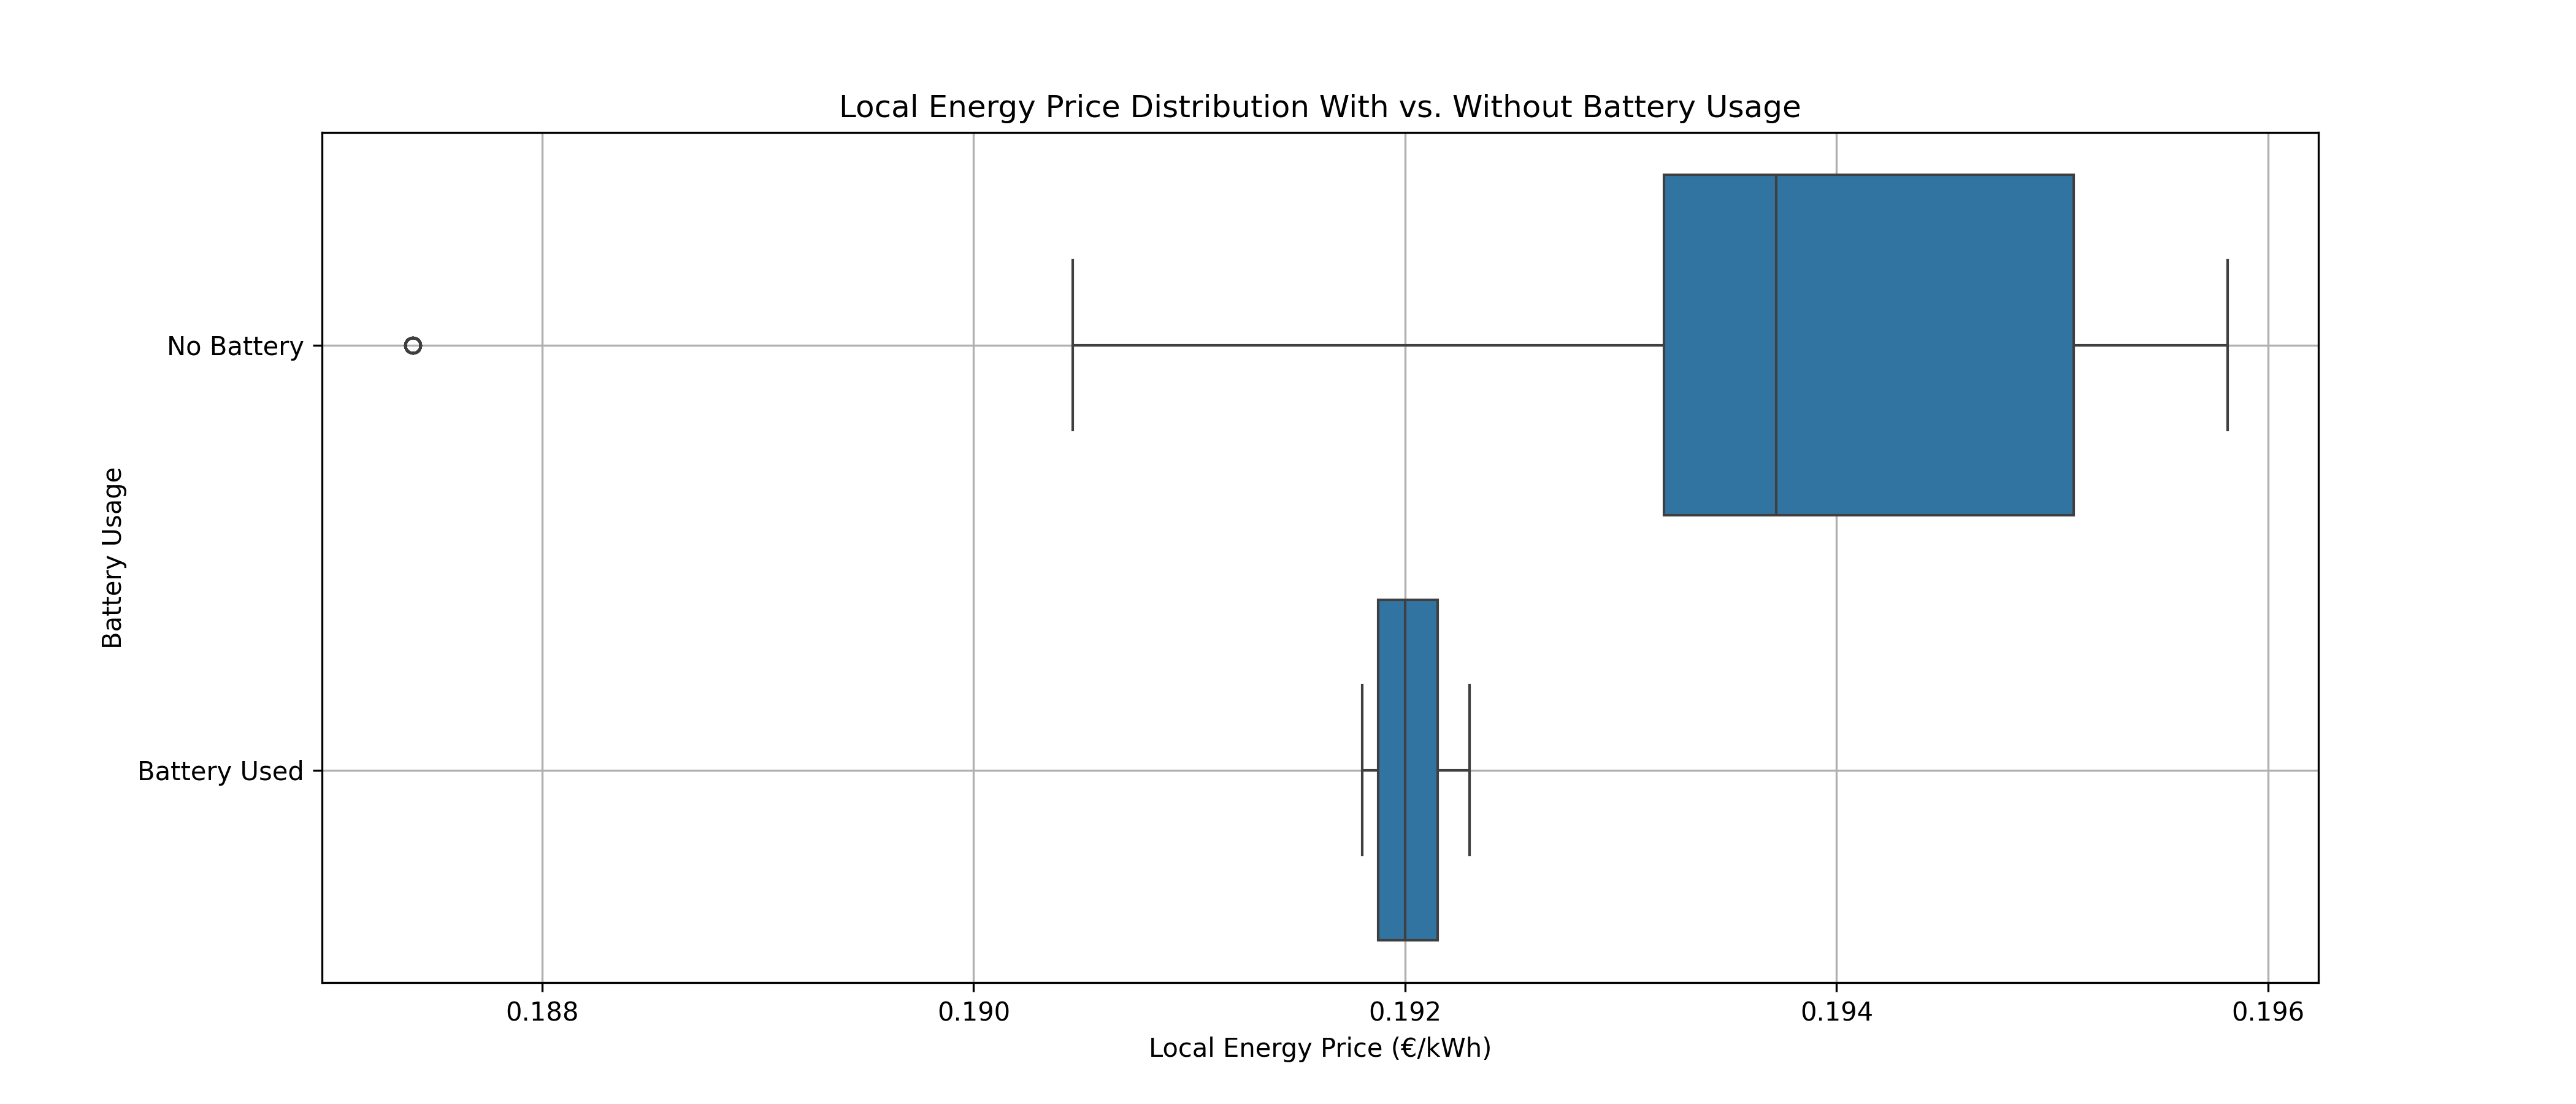 Local Energy Price Distribution With vs. Without Battery Usage
Battery Usage
No Battery
Battery Used
0.188
0.190
0.192
0.194
0.196
Local Energy Price (€/kWh)